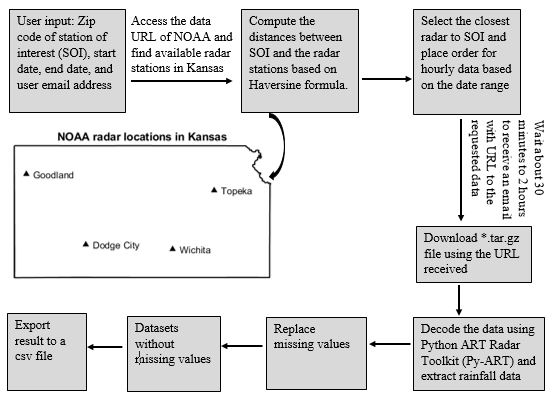 User input: Zip
code of station of
interest (SOI), start
date, end date, and
user email address
Access the data
URL of NOAA and
find available radar
stations in Kansas
Compute the
distances between
SOI and the radar
stations based on
Haversine formula.
Select the closest
radar to SOI and
place order for
hourly data based
on the date range
NOAA radar locations in Kansas
Goodland
Topeka
Dodge City
Wichita
Wait about 30
minutes to 2 hours
to receive an email
with URL to the
requested data
Download *.tar.gz
file using the URL
received
Decode the data using
Python ART Radar
Toolkit (Py-ART) and
extract rainfall data
Replace
missing values
Datasets
without
missing values
Export
result to a
csv file